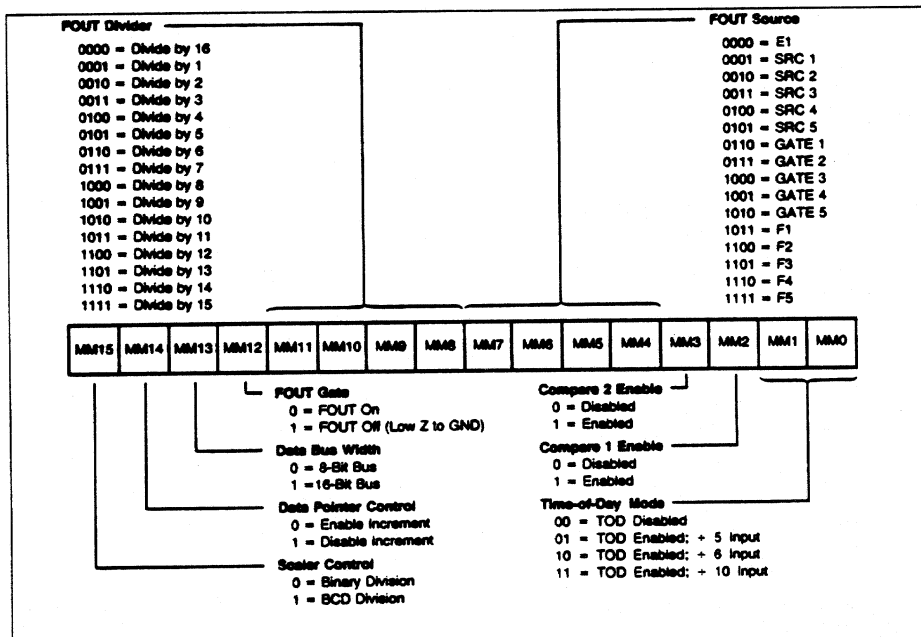 FOUT Divider
0000 = Divide by 16
0001 = Divide by 1
0010 = Divide by 2
0011 = Divide by 3
0100 = Divide by 4
0101 = Divide by 5
0110 = Divide by 6
0111 = Divide by 7
1000 = Divide by 8
1001 = Divide by 9
1010 = Divide by 10
1011 = Divide by 11
1100 = Divide by 12
1101 = Divide by 13
1110 = Divide by 14
1111 = Divide by 15
FOUT Source
0000 = E1
0001 = SRC 1
0010 = SRC 2
0011 = SRC 3
0100 = SRC 4
0101 = SRC 5
0110 = GATE 1
0111 = GATE 2
1000 = GATE 3
1001 = GATE 4
1010 = GATE 5
1011 = F1
1100 = F2
1101 = F3
1110 = F4
1111 = F5
MM15 MM14 MM13 MM12 MM11 MM10 MM9 MM8 MM7 MM6 MM5 MM4 MM3 MM2 MM1 MM0
FOUT Gate
0 = FOUT On
1 = FOUT Off (Low Z to GND)
Data Bus Width
0 = 8-Bit Bus
1 = 16-Bit Bus
Data Pointer Control
0 = Enable Increment
1 = Disable Increment
Scaler Control
0 = Binary Division
1 = BCD Division
Compare 2 Enable
0 = Disabled
1 = Enabled
Compare 1 Enable
0 = Disabled
1 = Enabled
Time-of-Day Mode
00 = TOD Disabled
01 = TOD Enabled; ÷ 5 Input
10 = TOD Enabled; ÷ 6 Input
11 = TOD Enabled; ÷ 10 Input